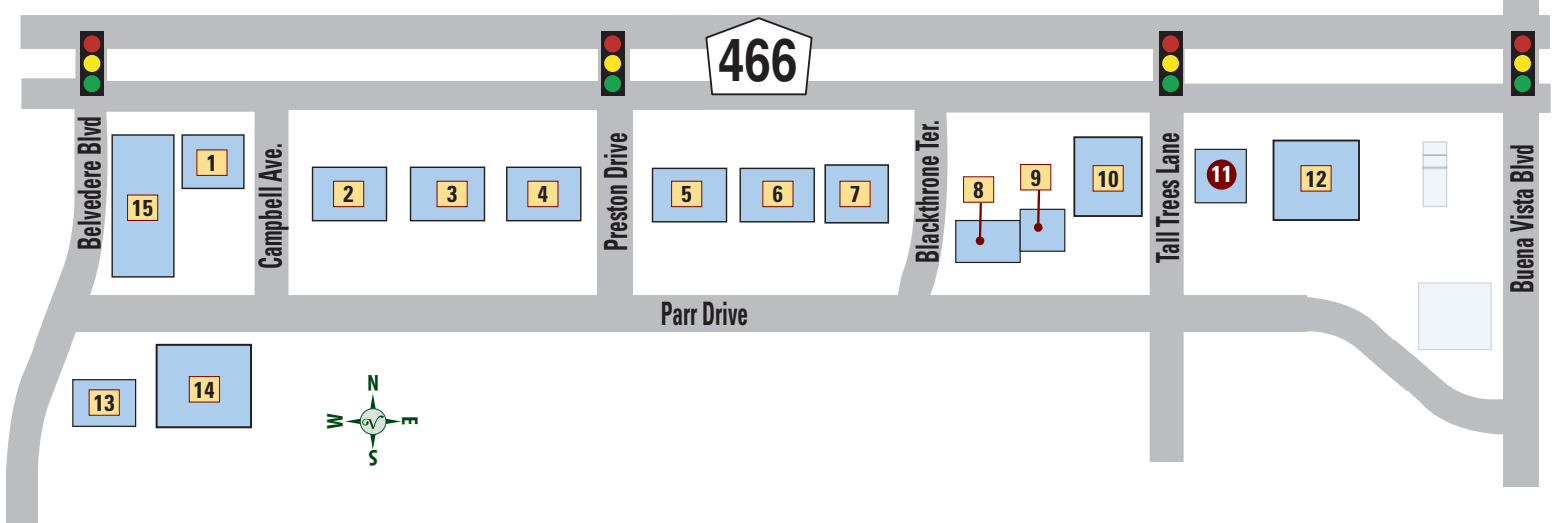 466
Belvedere Blvd
15
1
Campbell Ave.
2
3
4
Preston Drive
5
6
7
Blackthrone Ter.
8
9
10
Tall Trees Lane
11
12
Buena Vista Blvd
Parr Drive
13
14
N
W
V
E
S